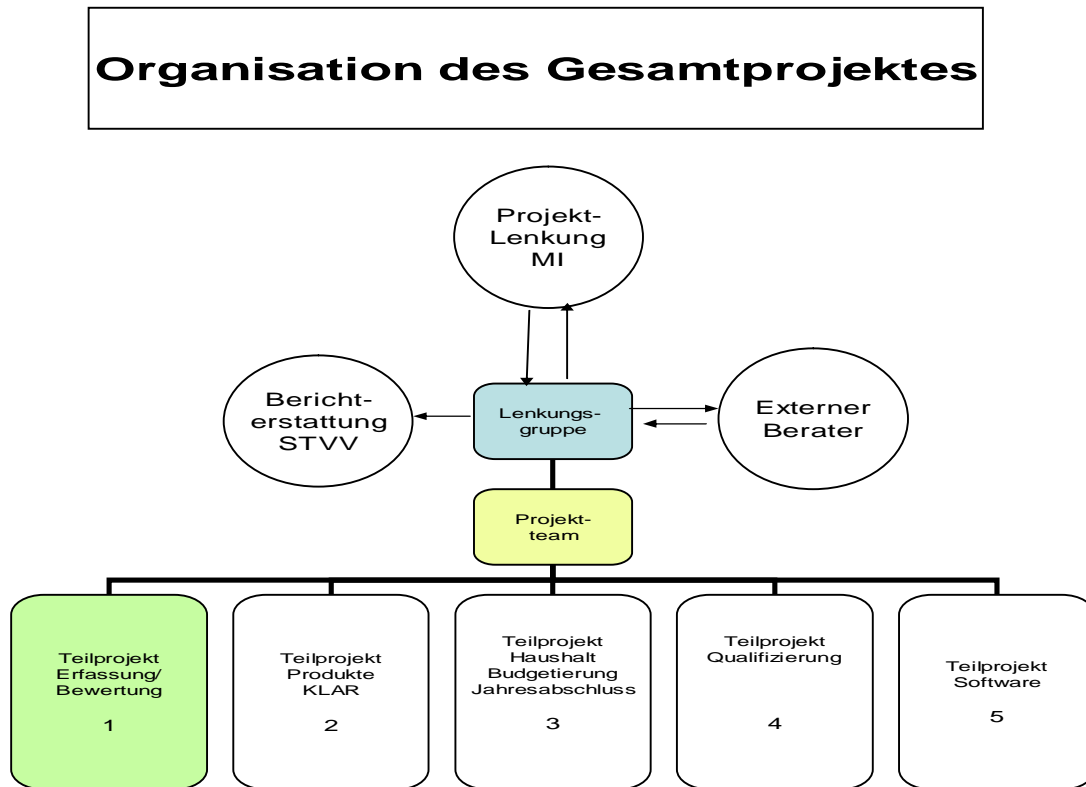 Organisation des Gesamtprojektes
Projekt-
Lenkung
MI
Bericht-
erstattung
STVV
Lenkungs-
gruppe
Externer
Berater
Projekt-
team
Teilprojekt
Erfassung/
Bewertung
1
Teilprojekt
Produkte
KLAR
2
Teilprojekt
Haushalt
Budgetierung
Jahresabschluss
3
Teilprojekt
Qualifizierung
4
Teilprojekt
Software
5